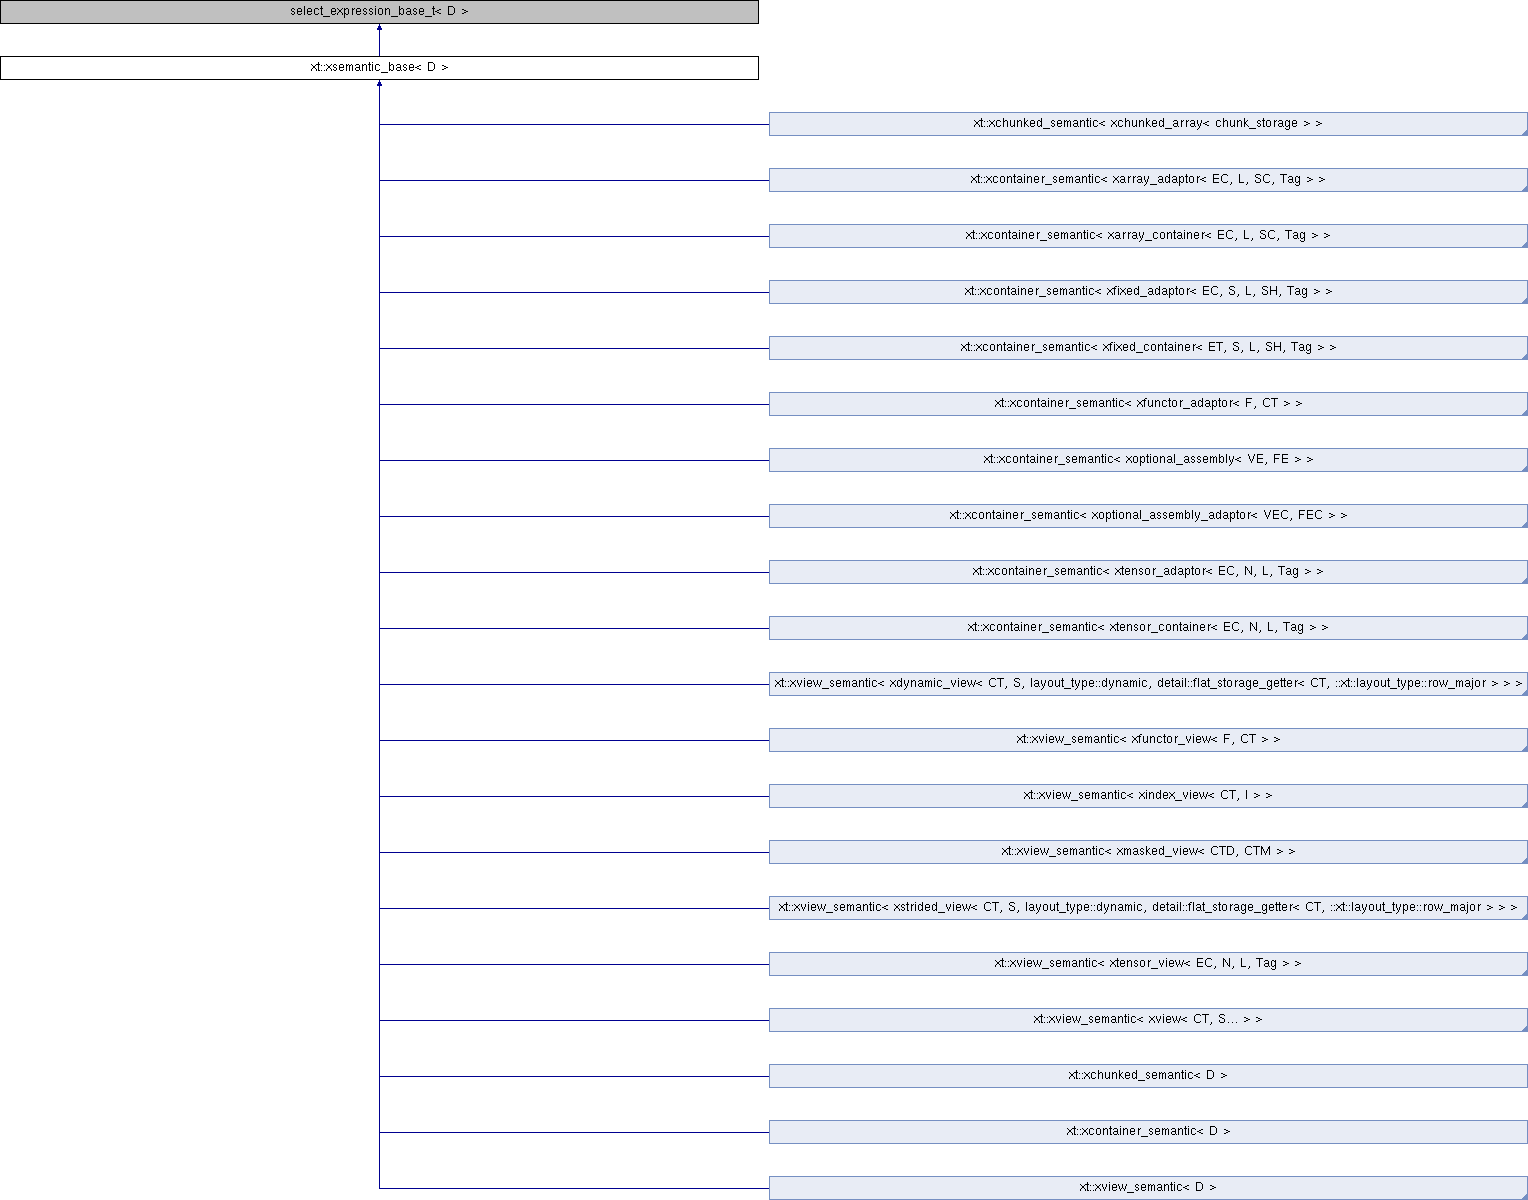 select_expression_base_t< D >
xt::xsemantic_base< D >
xt::xchunked_semantic< xchunked_array< chunk_storage > >
xt::xcontainer_semantic< xarray_adaptor< EC, L, SC, Tag > >
xt::xcontainer_semantic< xarray_container< EC, L, SC, Tag > >
xt::xcontainer_semantic< xfixed_adaptor< EC, S, L, SH, Tag > >
xt::xcontainer_semantic< xfixed_container< ET, S, L, SH, Tag > >
xt::xcontainer_semantic< xfunctor_adaptor< F, CT > >
xt::xcontainer_semantic< xoptional_assembly< VE, FE > >
xt::xcontainer_semantic< xoptional_assembly_adaptor< VEC, FEC > >
xt::xcontainer_semantic< xtensor_adaptor< EC, N, L, Tag > >
xt::xcontainer_semantic< xtensor_container< EC, N, L, Tag > >
xt::xview_semantic< xdynamic_view< CT, S, layout_type::dynamic, detail::flat_storage_getter< CT, ::xt::layout_type::row_major > > >
xt::xview_semantic< xfunctor_view< F, CT > >
xt::xview_semantic< xindex_view< CT, I > >
xt::xview_semantic< xmasked_view< CTD, CTM > >
xt::xview_semantic< xstrided_view< CT, S, layout_type::dynamic, detail::flat_storage_getter< CT, ::xt::layout_type::row_major > > >
xt::xview_semantic< xtensor_view< EC, N, L, Tag > >
xt::xview_semantic< xview< CT, S... > >
xt::xchunked_semantic< D >
xt::xcontainer_semantic< D >
xt::xview_semantic< D >